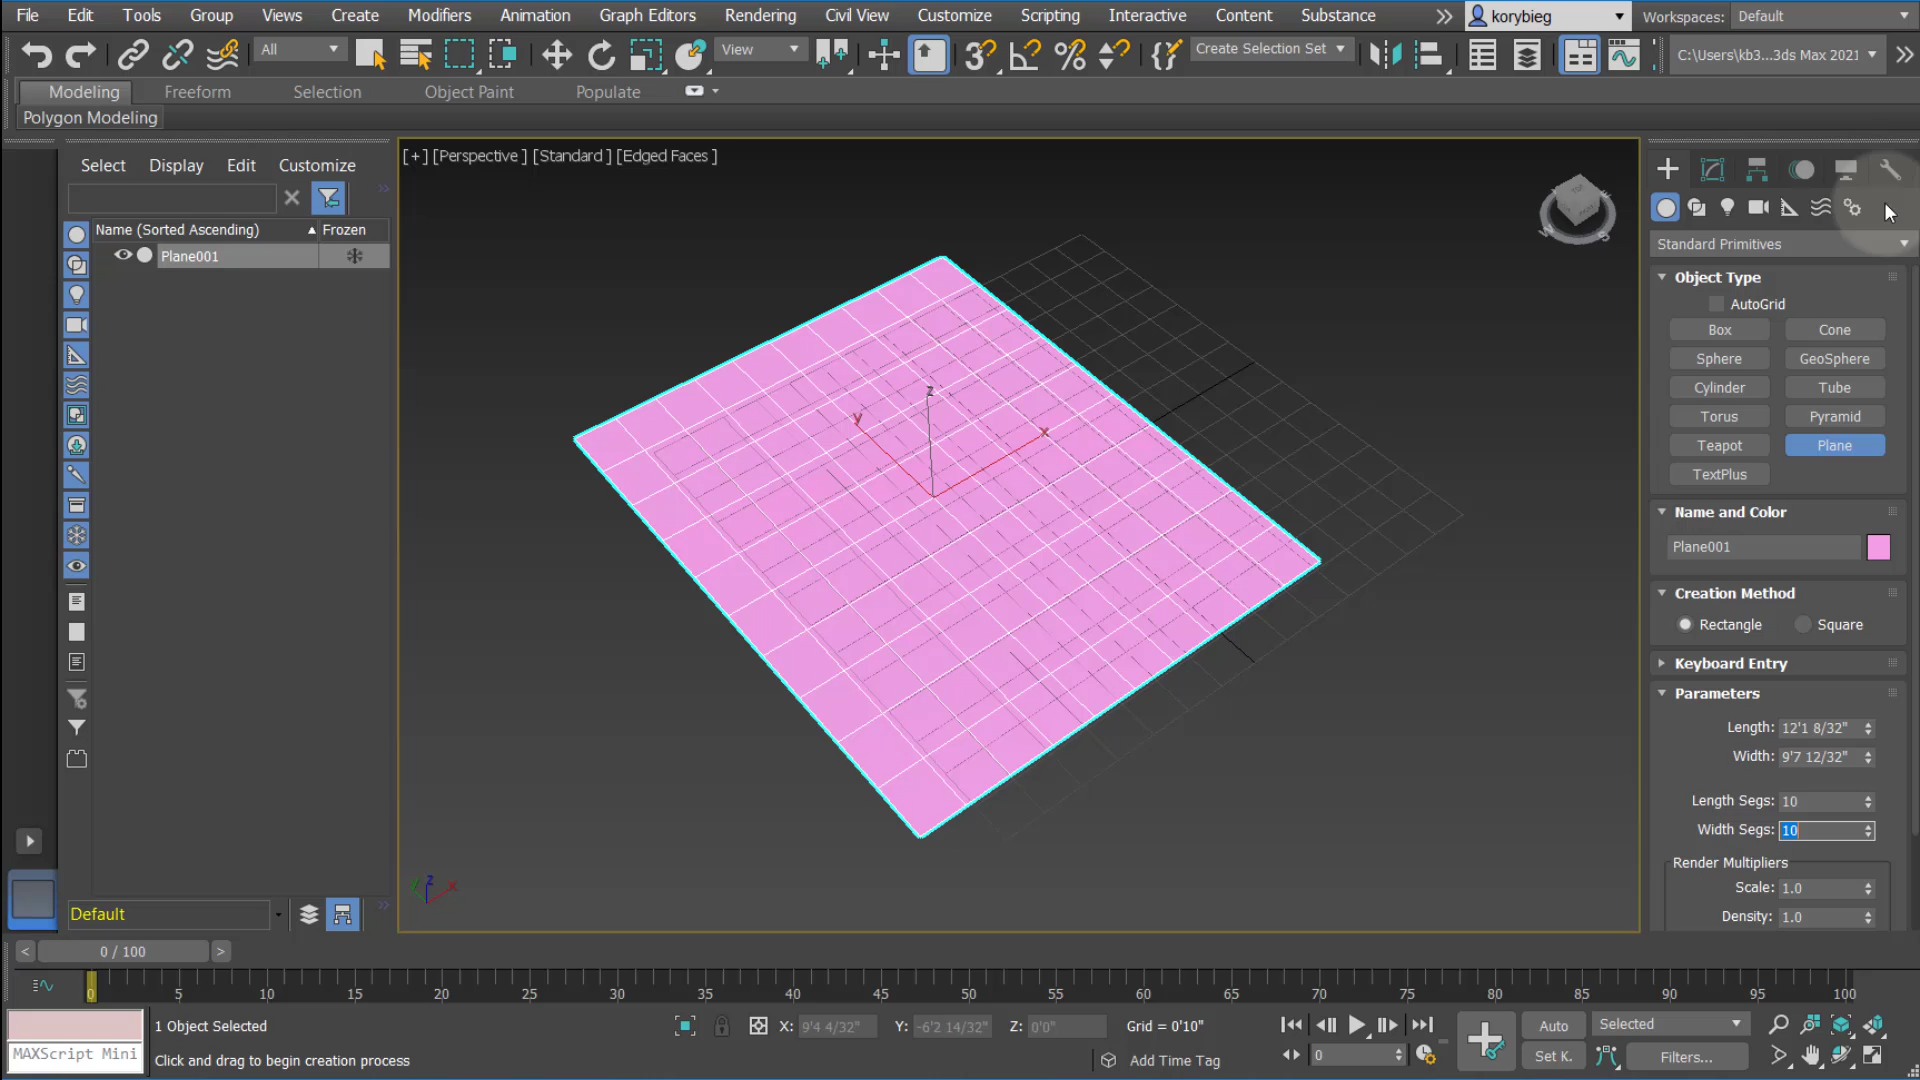 File Edit Tools Group Views Create Modifiers Animation Graph Editors Rendering Civil View Customize Scripting Interactive Content Substance korybieg Workspaces: Default
All View Create Selection Set C:\Users\kb3...3ds Max 2021
Modeling Freeform Selection Object Paint Populate
Polygon Modeling
Select Display Edit Customize
Name (Sorted Ascending) Frozen
Plane001
[+] [Perspective] [Standard] [Edged Faces]
z
y
x
Standard Primitives
Object Type
AutoGrid
Box Cone
Sphere GeoSphere
Cylinder Tube
Torus Pyramid
Teapot Plane
TextPlus
Name and Color
Plane001
Creation Method
Rectangle Square
Keyboard Entry
Parameters
Length: 12'1 8/32"
Width: 9'7 12/32"
Length Segs: 10
Width Segs: 10
Render Multipliers
Scale: 1.0
Density: 1.0
z
x
Default
< 0 / 100 >
0 5 10 15 20 25 30 35 40 45 50 55 60 65 70 75 80 85 90 95 100
1 Object Selected X: 9'4 4/32" Y: -6'2 14/32" Z: 0'0" Grid = 0'10" Auto Selected
MAXScript Mini Click and drag to begin creation process Add Time Tag 0 Set K. Filters...